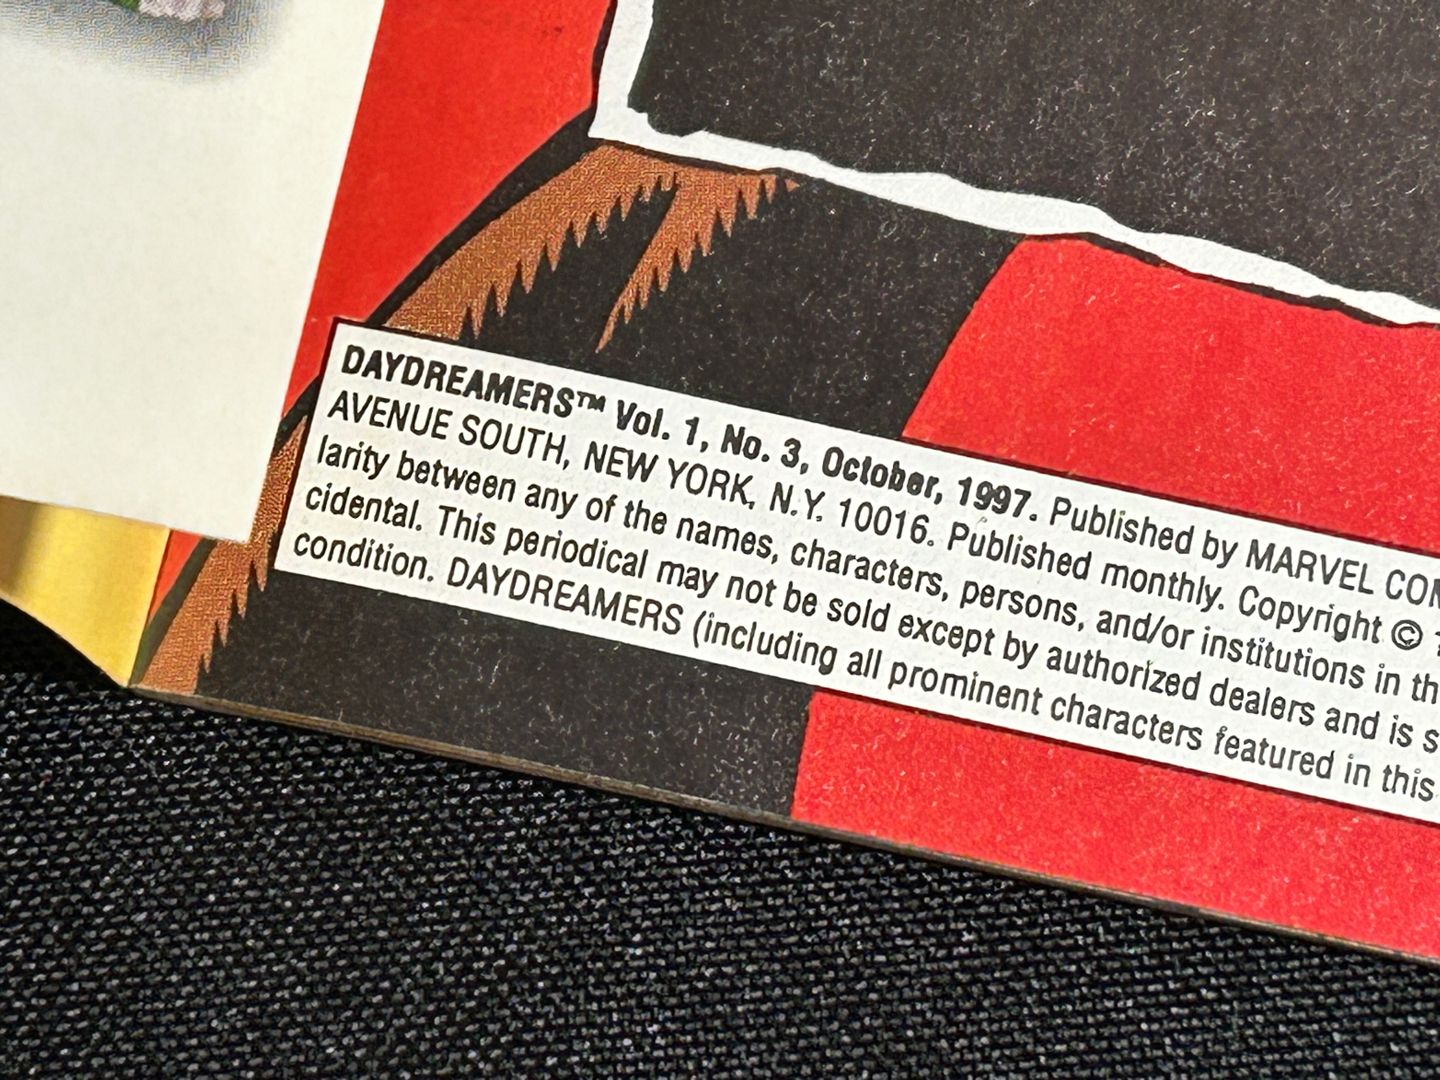 DAYDREAMERS™ Vol. 1, No. 3, October, 1997. Published by MARVEL COM
AVENUE SOUTH, NEW YORK, N.Y. 10016. Published monthly. Copyright © 1
larity between any of the names, characters, persons, and/or institutions in th
cidental. This periodical may not be sold except by authorized dealers and is s
condition. DAYDREAMERS (including all prominent characters featured in this